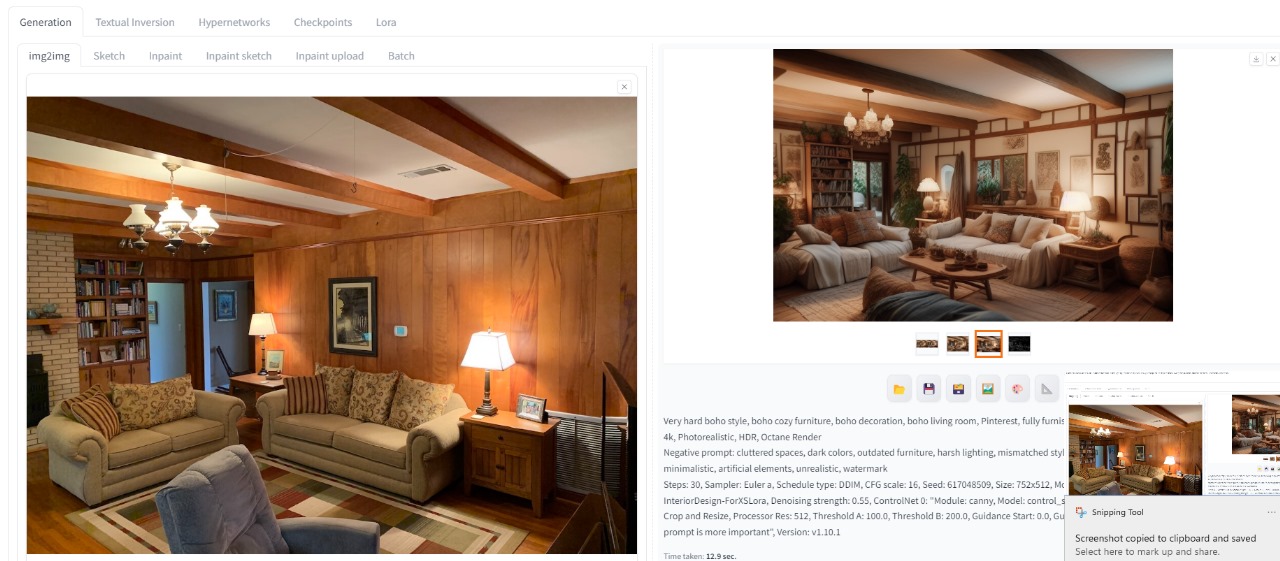 Generation Textual Inversion Hypernetworks Checkpoints Lora
img2img Sketch Inpaint Inpaint sketch Inpaint upload Batch
Very hard boho style, boho cozy furniture, boho decoration, boho living room, Pinterest, fully furnis
4k, Photorealistic, HDR, Octane Render
Negative prompt: cluttered spaces, dark colors, outdated furniture, harsh lighting, mismatched styl
minimalistic, artificial elements, unrealistic, watermark
Steps: 30, Sampler: Euler a, Schedule type: DDIM, CFG scale: 16, Seed: 617048509, Size: 752x512, Mo
InteriorDesign-ForXSLora, Denoising strength: 0.55, ControlNet 0: "Module: canny, Model: control_s
Crop and Resize, Processor Res: 512, Threshold A: 100.0, Threshold B: 200.0, Guidance Start: 0.0, Gu
prompt is more important", Version: v1.10.1
Time taken: 12.9 sec.
Snipping Tool
Screenshot copied to clipboard and saved
Select here to mark up and share.